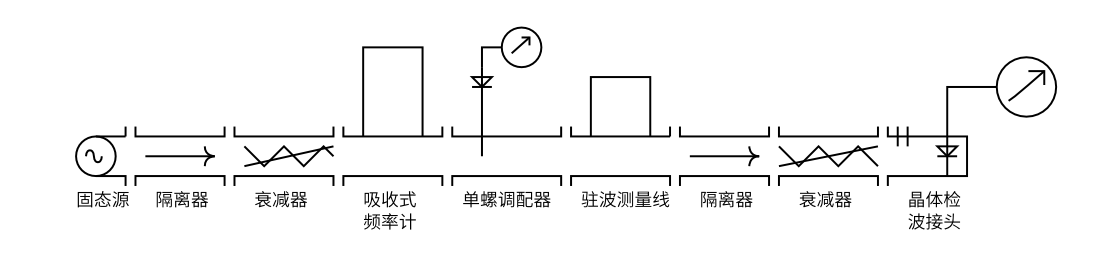 固态源
隔离器
衰减器
吸收式
频率计
单螺调配器
驻波测量线
隔离器
衰减器
晶体检
波接头